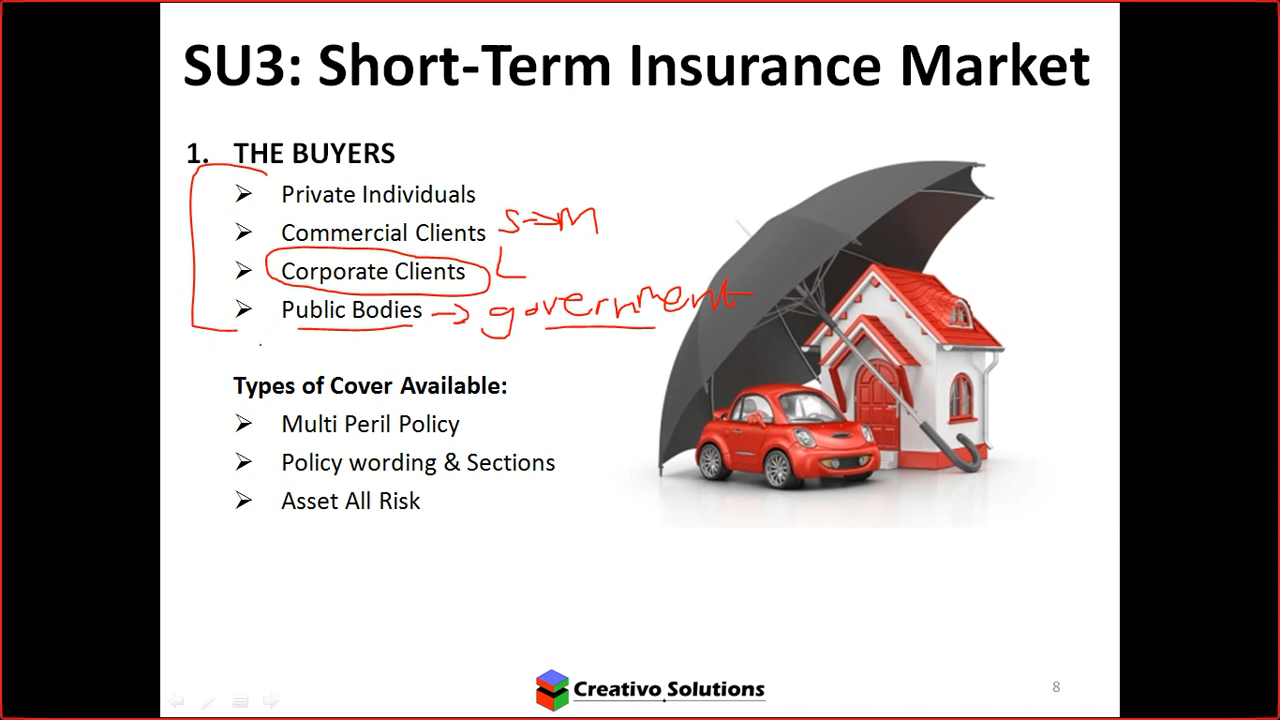 SU3: Short-Term Insurance Market
1. THE BUYERS
➢ Private Individuals
➢ Commercial Clients S→M
➢ Corporate Clients L
➢ Public Bodies → government
Types of Cover Available:
➢ Multi Peril Policy
➢ Policy wording & Sections
➢ Asset All Risk
Creativo Solutions
8